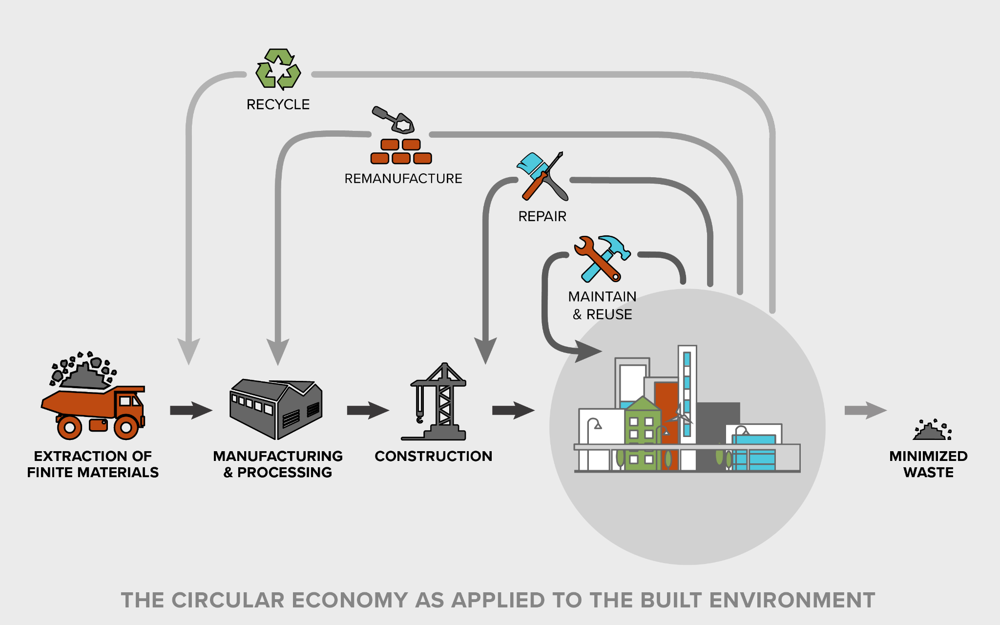 RECYCLE
REMANUFACTURE
REPAIR
MAINTAIN
& REUSE
EXTRACTION OF
FINITE MATERIALS
MANUFACTURING
& PROCESSING
CONSTRUCTION
MINIMIZED
WASTE
THE CIRCULAR ECONOMY AS APPLIED TO THE BUILT ENVIRONMENT